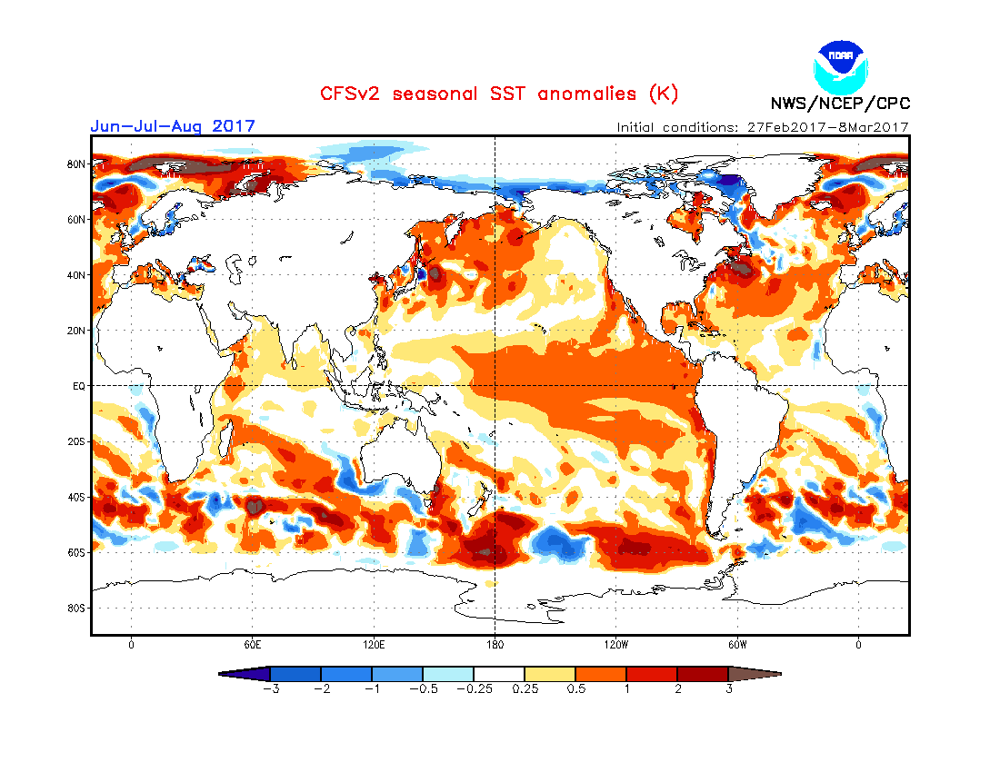 NOAA
CFSv2 seasonal SST anomalies (K)
NWS/NCEP/CPC
Jun-Jul-Aug 2017
Initial conditions: 27Feb2017-8Mar2017
80N
60N
40N
20N
EQ
20S
40S
60S
80S
0 60E 120E 180 120W 60W 0
-3 -2 -1 -0.5 -0.25 0.25 0.5 1 2 3